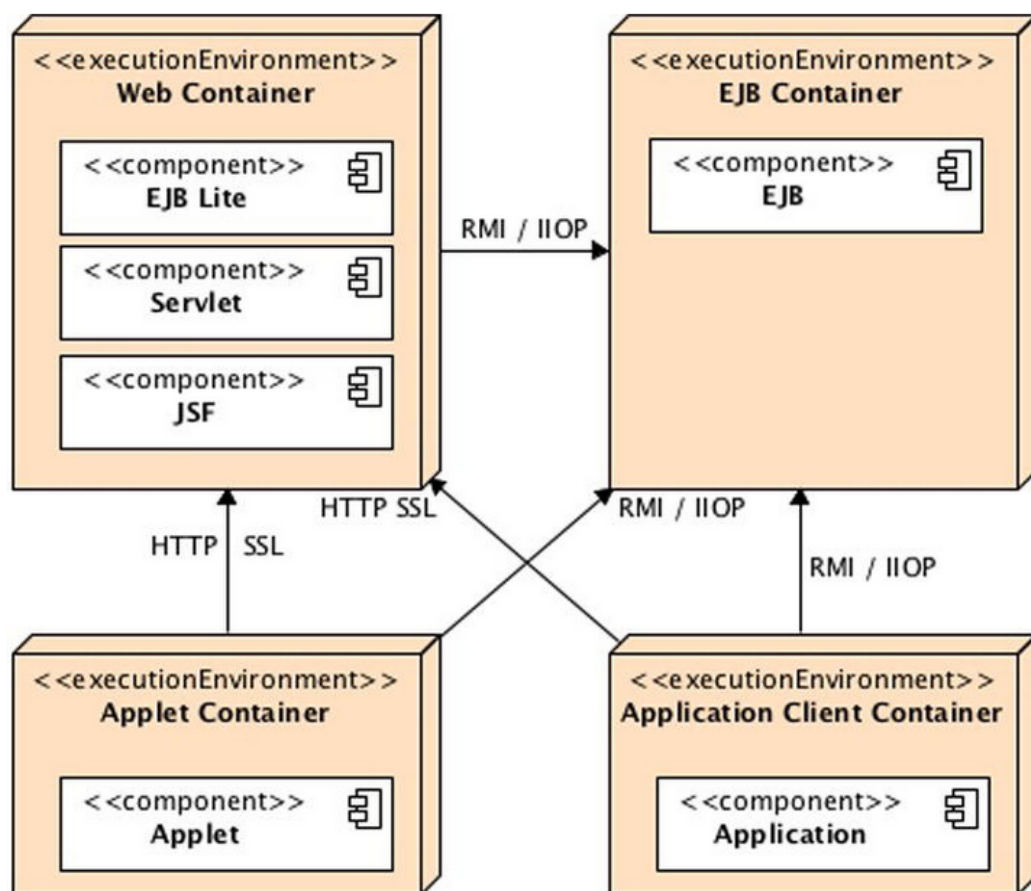 <<executionEnvironment>>
Web Container
<<component>>
EJB Lite
<<component>>
Servlet
<<component>>
JSF
RMI / IIOP
<<executionEnvironment>>
EJB Container
<<component>>
EJB
HTTP SSL
HTTP SSL
RMI / IIOP
RMI / IIOP
<<executionEnvironment>>
Applet Container
<<component>>
Applet
<<executionEnvironment>>
Application Client Container
<<component>>
Application